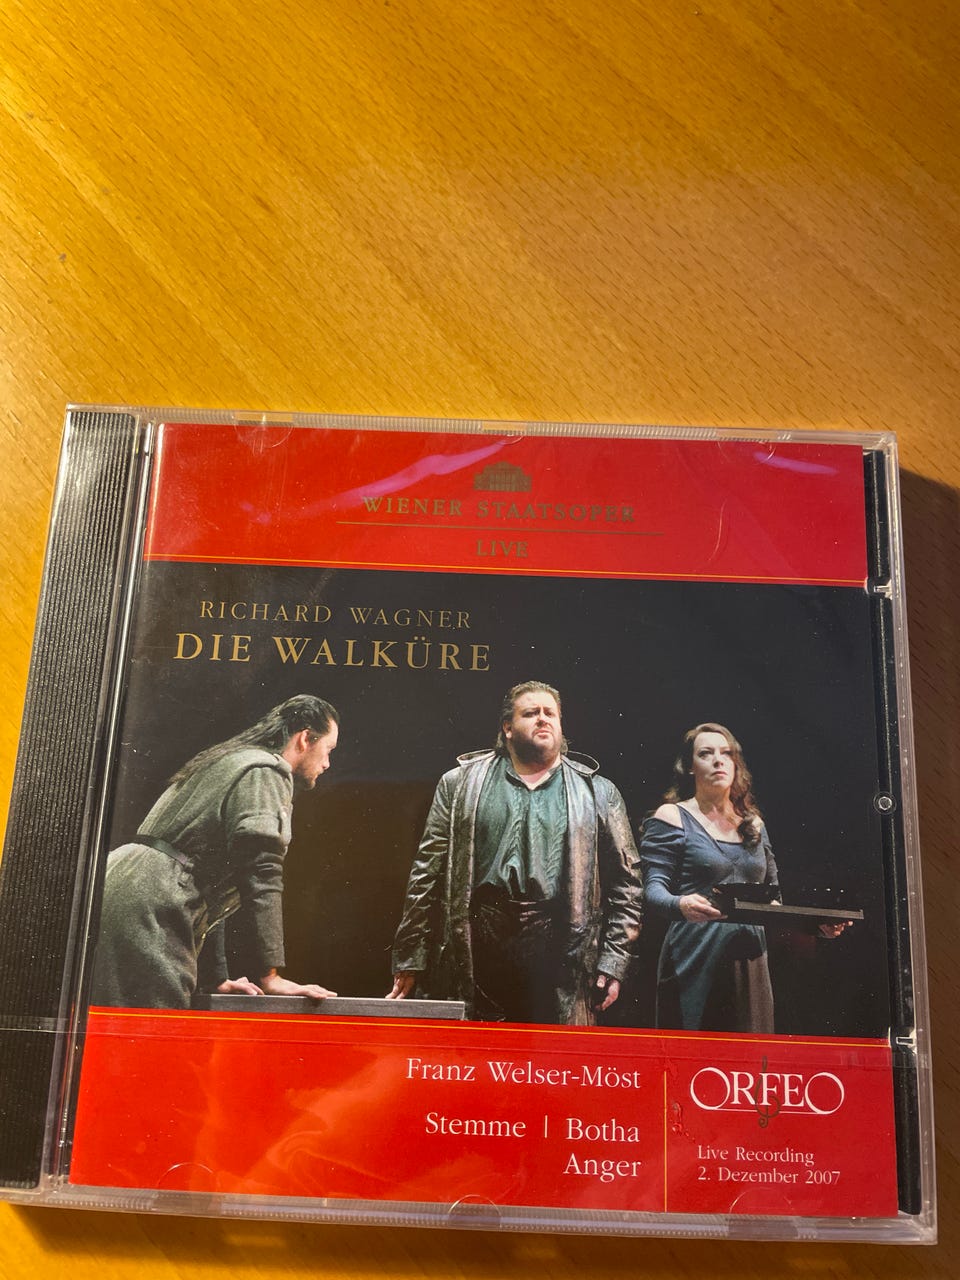 WIENER STAATSOPER
LIVE
RICHARD WAGNER
DIE WALKÜRE
Franz Welser-Möst
Stemme | Botha
Anger
ORFEO
Live Recording
2. Dezember 2007